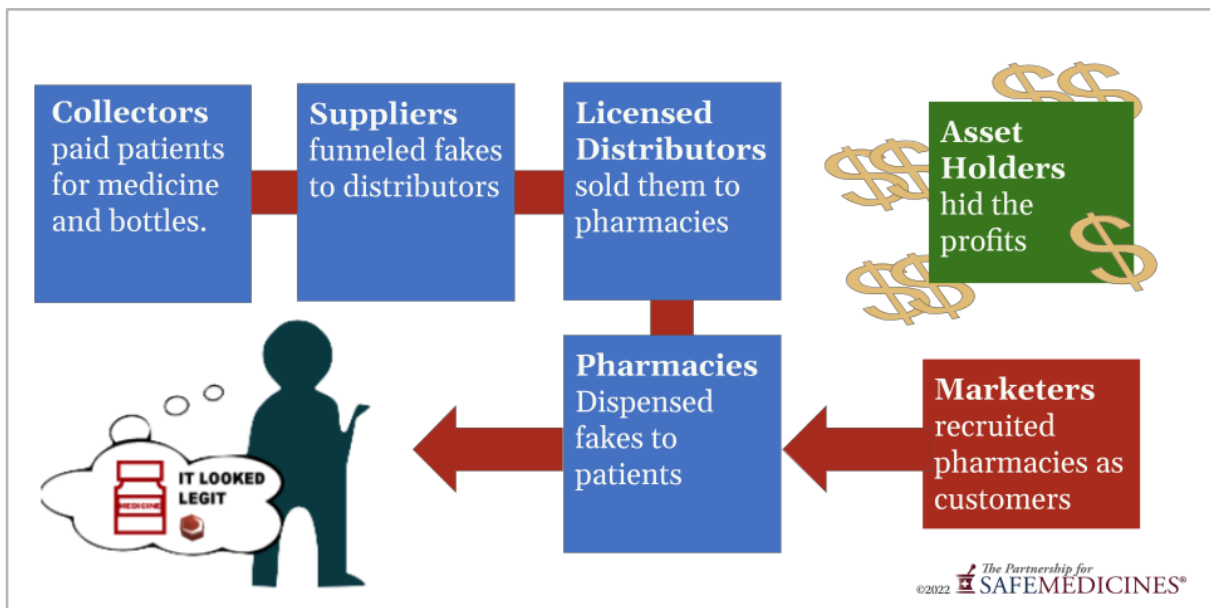 Collectors
paid patients
for medicine
and bottles.
Suppliers
funneled fakes
to distributors
Licensed
Distributors
sold them to
pharmacies
Asset
Holders
hid the
profits
$$
$$
$$
$
Pharmacies
Dispensed
fakes to
patients
Marketers
recruited
pharmacies as
customers
IT LOOKED
LEGIT
MEDICINE
©2022
The Partnership for
SAFEMEDICINES®